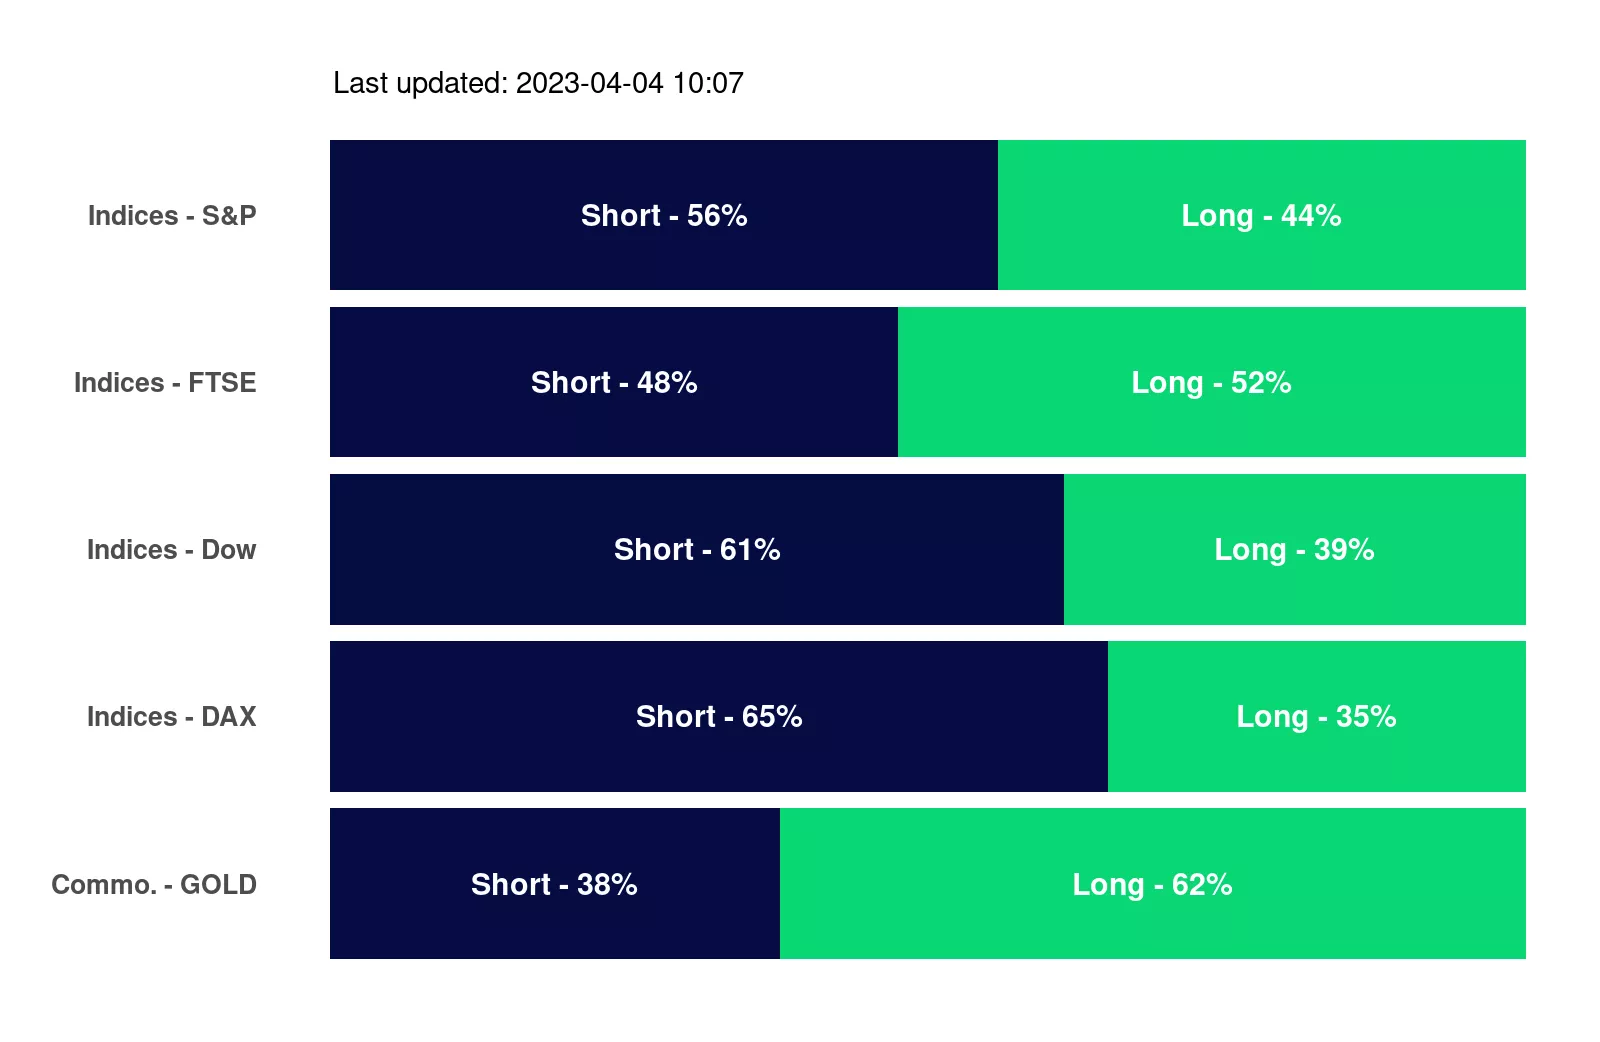 Last updated: 2023-04-04 10:07
Indices - S&P Short - 56% Long - 44%
Indices - FTSE Short - 48% Long - 52%
Indices - Dow Short - 61% Long - 39%
Indices - DAX Short - 65% Long - 35%
Commo. - GOLD Short - 38% Long - 62%